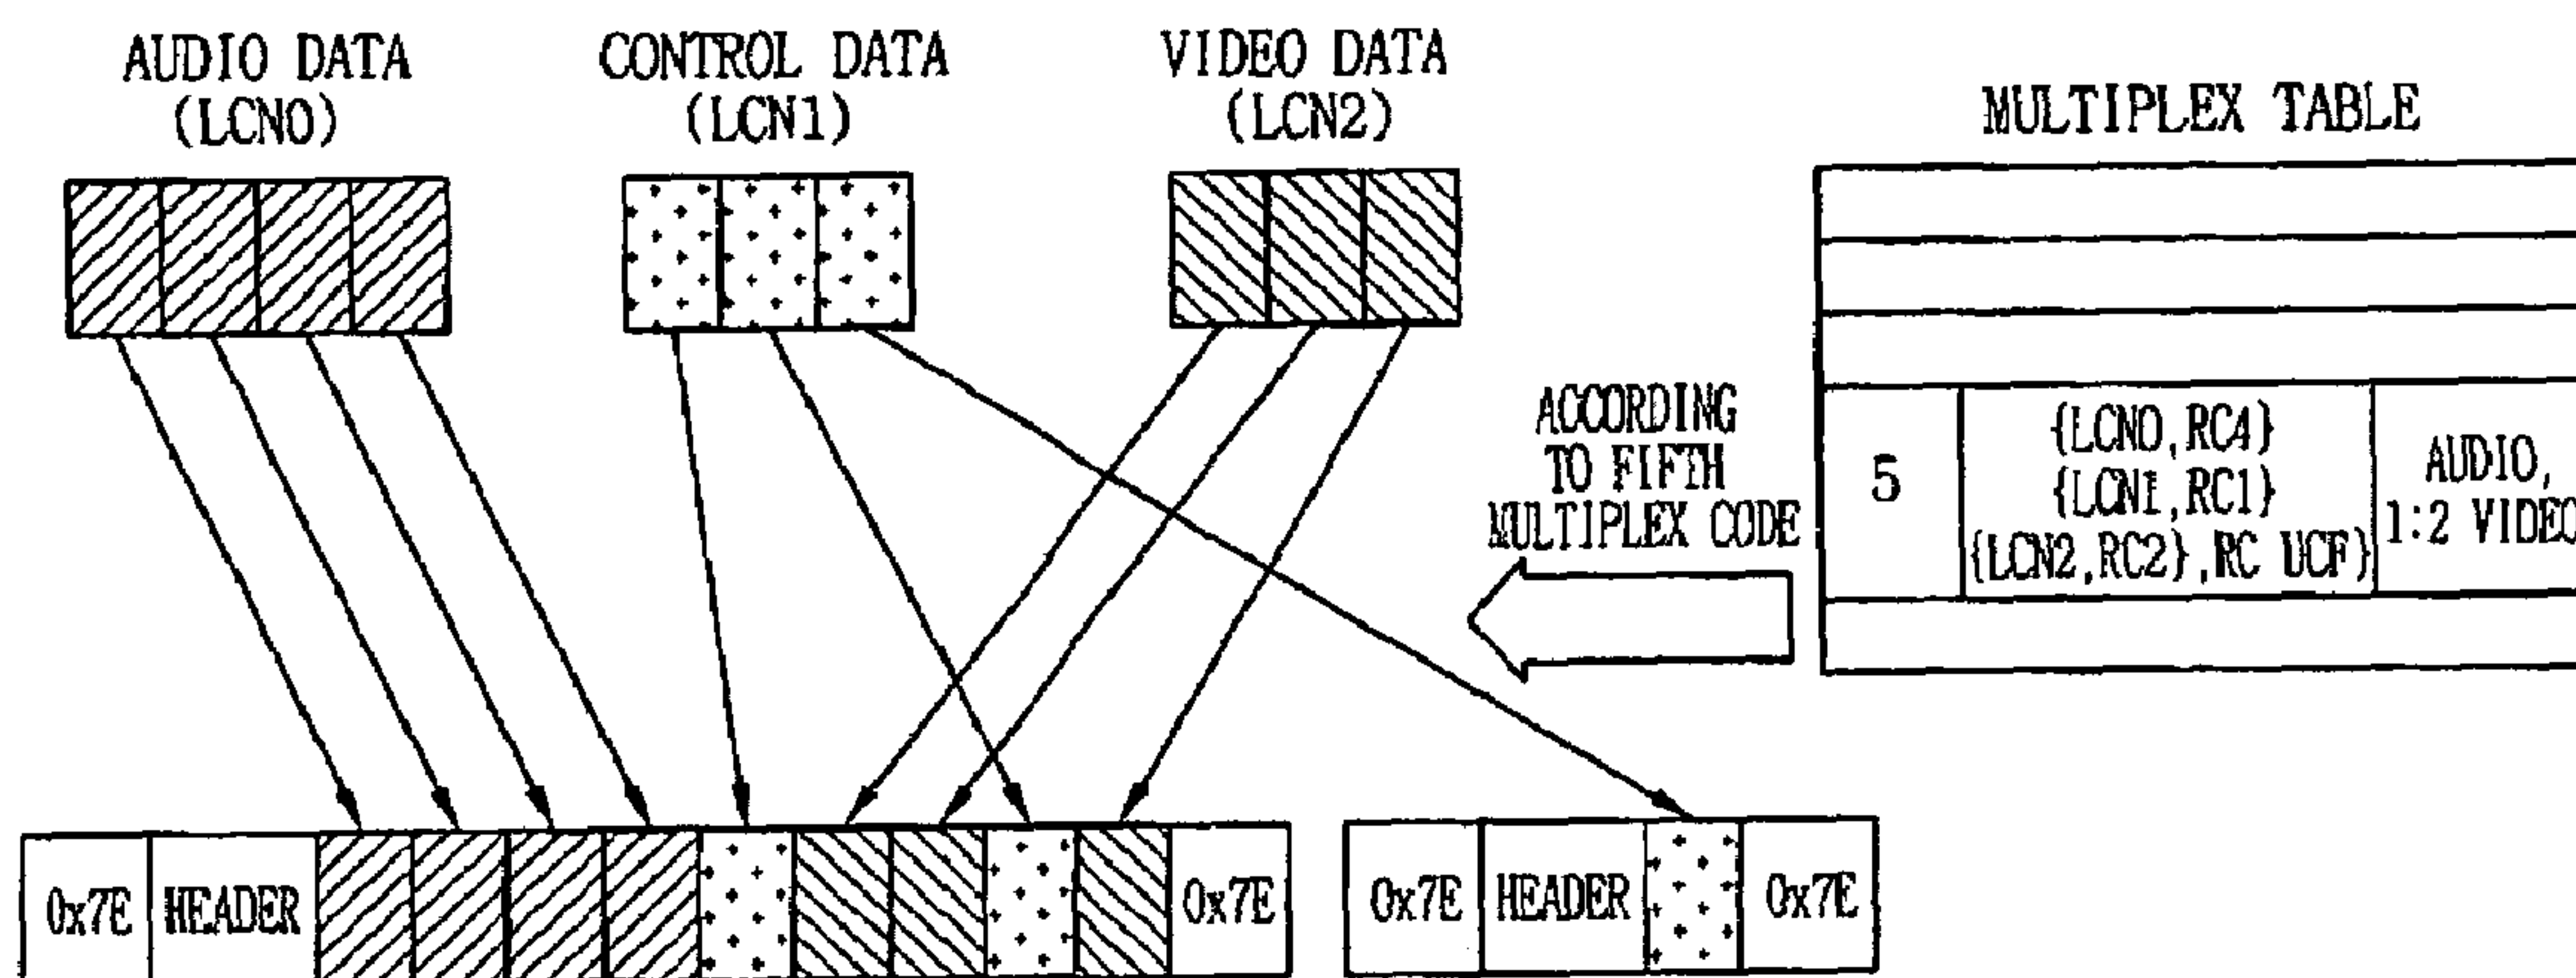 AUDIO DATA
(LCN0)
CONTROL DATA
(LCN1)
VIDEO DATA
(LCN2)
MULTIPLEX TABLE
ACCORDING
TO FIFTH
MULTIPLEX CODE
5
{LCN0,RC4}
{LCN1,RC1}
{LCN2,RC2},RC UCF}
AUDIO,
1:2 VIDEO
0x7E
HEADER
0x7E
0x7E
HEADER
0x7E